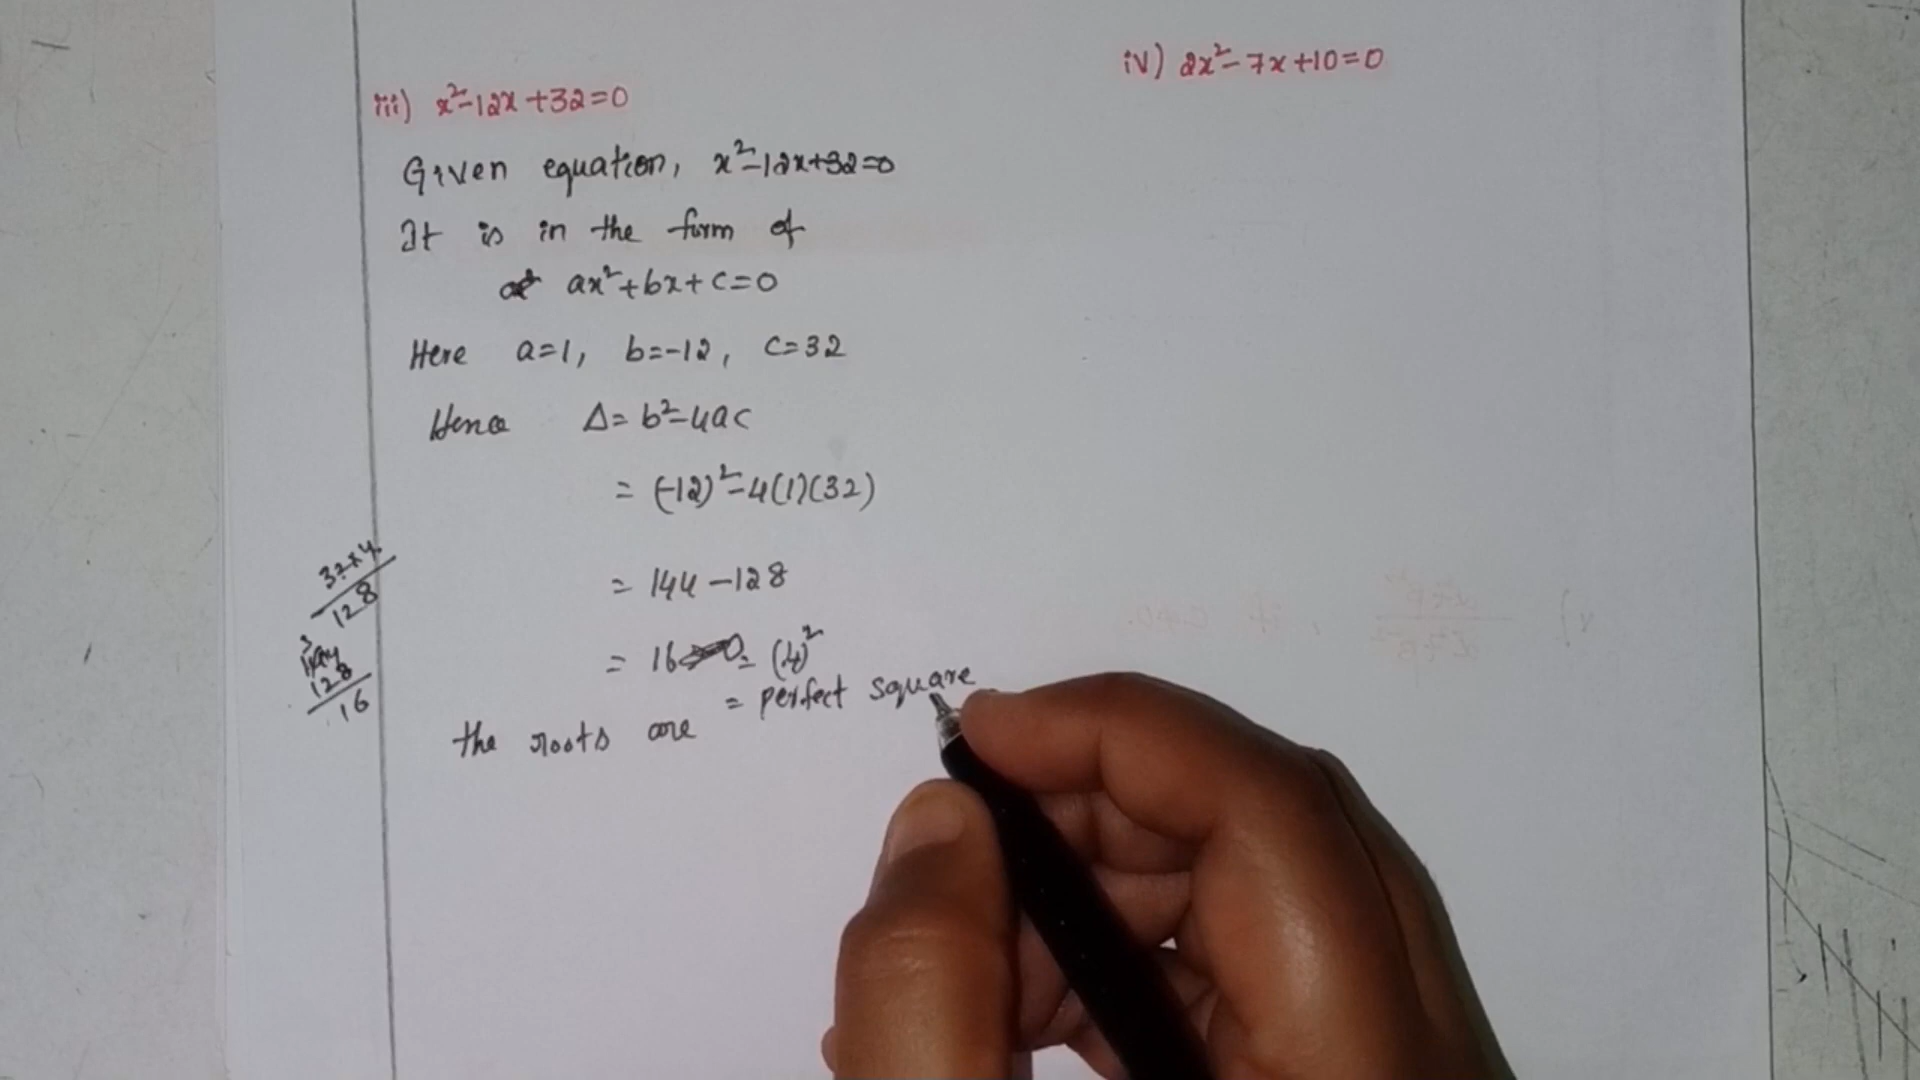 iii) x²-12x+32=0
Given equation, x²-12x+32=0
It is in the form of
ax²+bx+c=0
Here a=1, b=-12, c=32
Hence Δ= b²-4ac
= (-12)²-4(1)(32)
= 144-128
= 16 = (4)²
= perfect square
the roots are
32×4
128
144
128
16
iv) 2x²-7x+10=0